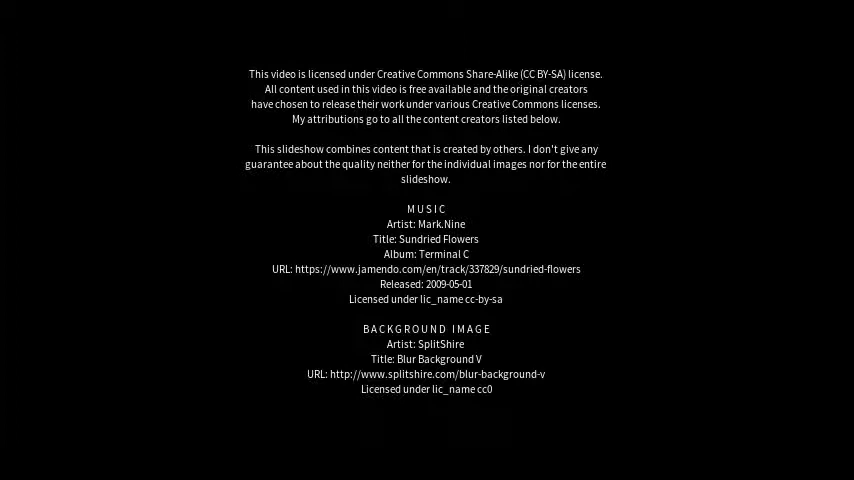 This video is licensed under Creative Commons Share-Alike (CC BY-SA) license.
All content used in this video is free available and the original creators
have chosen to release their work under various Creative Commons licenses.
My attributions go to all the content creators listed below.
This slideshow combines content that is created by others. I don't give any
guarantee about the quality neither for the individual images nor for the entire
slideshow.
MUSIC
Artist: Mark.Nine
Title: Sundried Flowers
Album: Terminal C
URL: https://www.jamendo.com/en/track/337829/sundried-flowers
Released: 2009-05-01
Licensed under lic_name cc-by-sa
BACKGROUND IMAGE
Artist: SplitShire
Title: Blur Background V
URL: http://www.splitshire.com/blur-background-v
Licensed under lic_name cc0